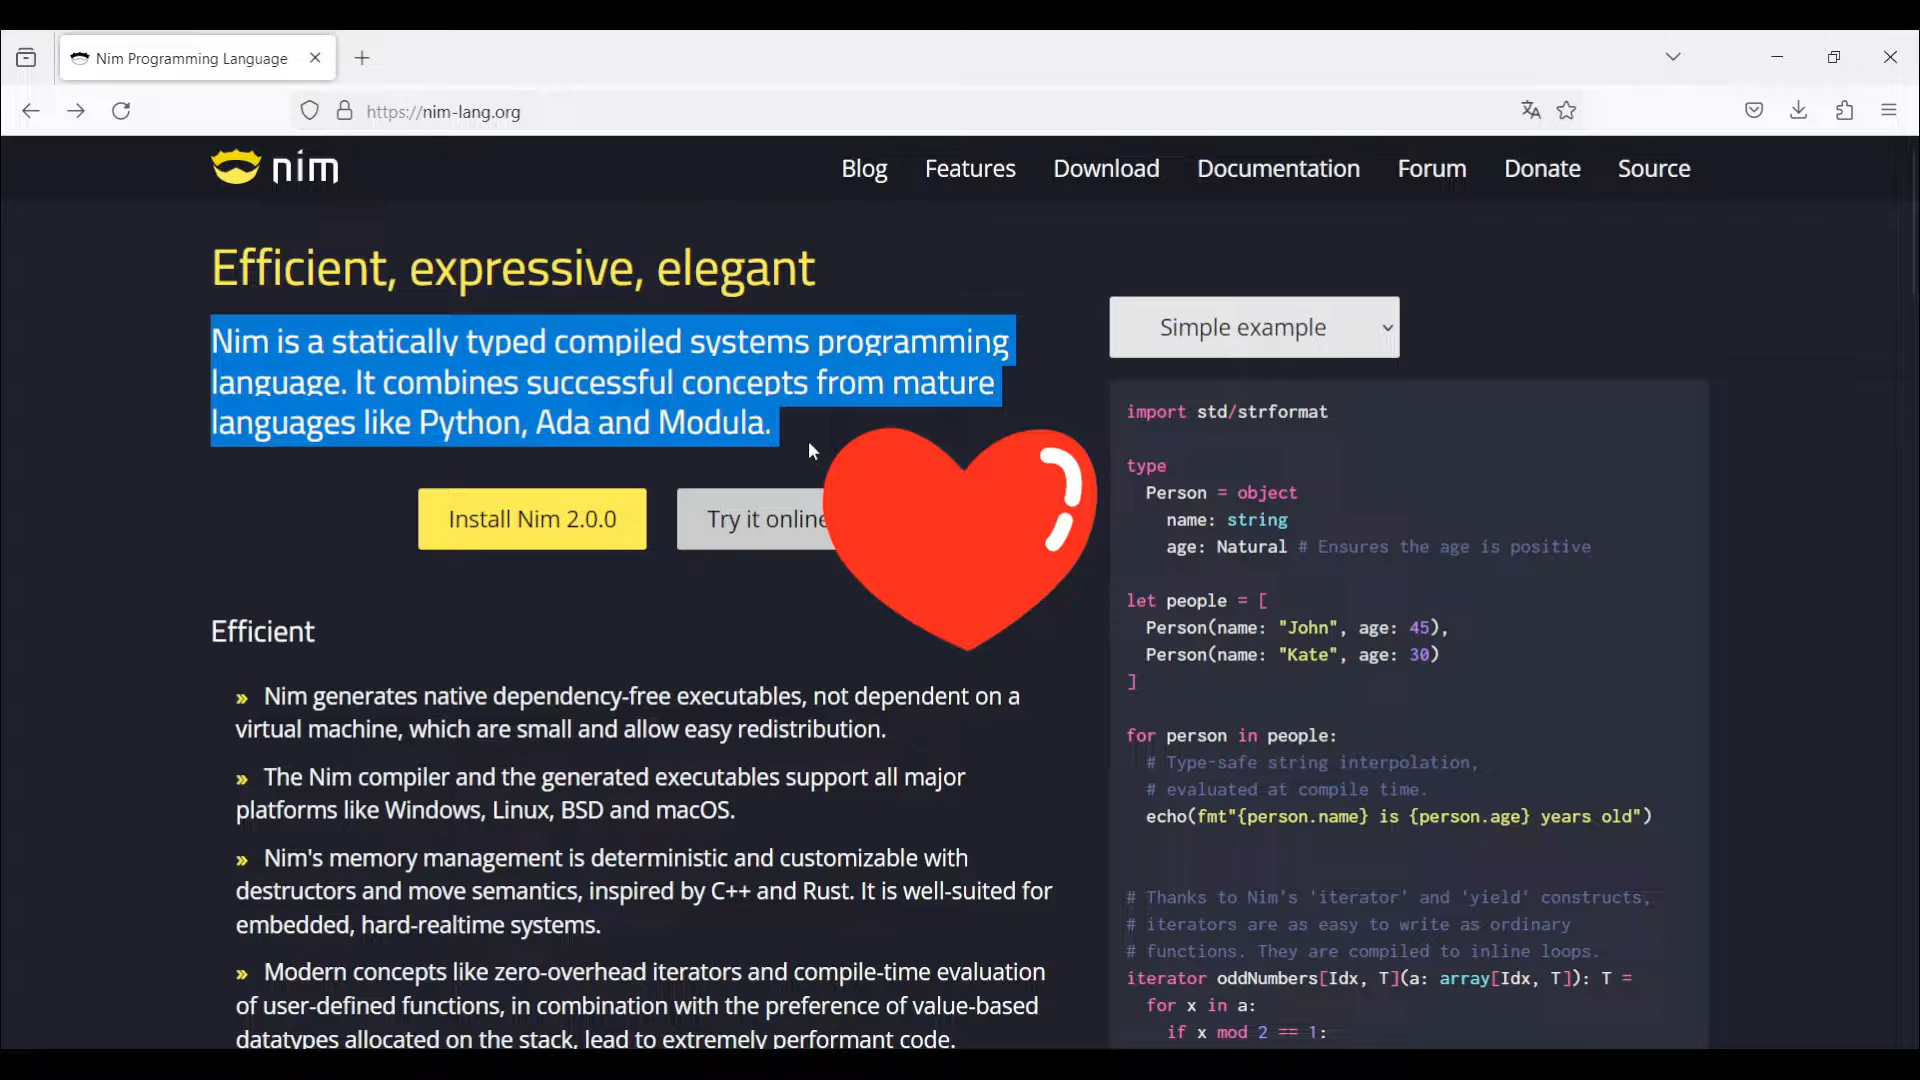 Nim Programming Language
https://nim-lang.org
nim
Blog Features Download Documentation Forum Donate Source
Efficient, expressive, elegant
Nim is a statically typed compiled systems programming
language. It combines successful concepts from mature
languages like Python, Ada and Modula.
Install Nim 2.0.0
Try it online
Efficient
» Nim generates native dependency-free executables, not dependent on a
virtual machine, which are small and allow easy redistribution.
» The Nim compiler and the generated executables support all major
platforms like Windows, Linux, BSD and macOS.
» Nim's memory management is deterministic and customizable with
destructors and move semantics, inspired by C++ and Rust. It is well-suited for
embedded, hard-realtime systems.
» Modern concepts like zero-overhead iterators and compile-time evaluation
of user-defined functions, in combination with the preference of value-based
datatypes allocated on the stack, lead to extremely performant code.
Simple example
import std/strformat
type
Person = object
name: string
age: Natural # Ensures the age is positive
let people = [
Person(name: "John", age: 45),
Person(name: "Kate", age: 30)
]
for person in people:
# Type-safe string interpolation,
# evaluated at compile time.
echo(fmt"{person.name} is {person.age} years old")
# Thanks to Nim's 'iterator' and 'yield' constructs,
# iterators are as easy to write as ordinary
# functions. They are compiled to inline loops.
iterator oddNumbers[Idx, T](a: array[Idx, T]): T =
for x in a:
if x mod 2 == 1: